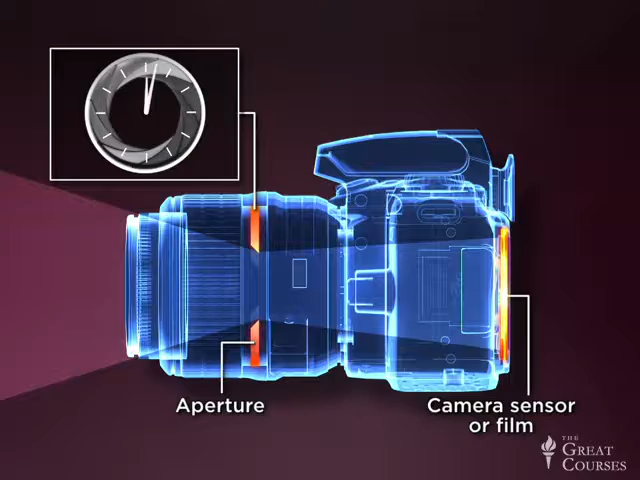 Aperture
Camera sensor
or film
THE
GREAT
COURSES